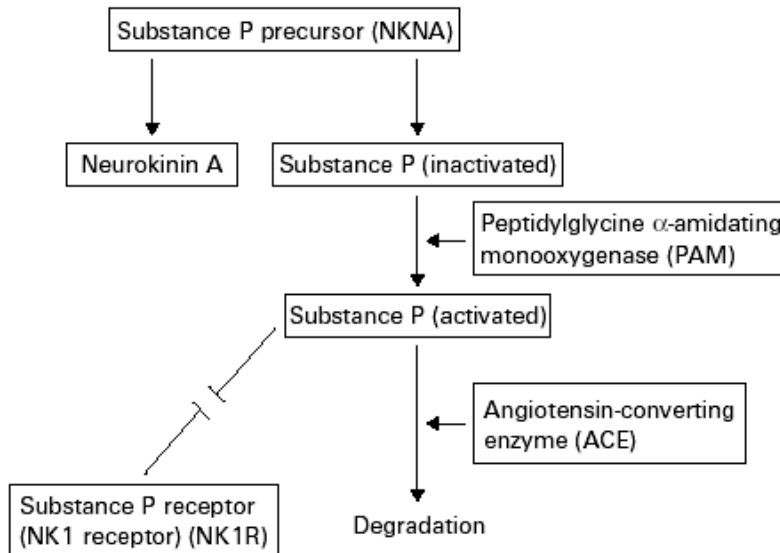 Substance P precursor (NKNA)
Neurokinin A
Substance P (inactivated)
Peptidylglycine α-amidating
monooxygenase (PAM)
Substance P (activated)
Angiotensin-converting
enzyme (ACE)
Substance P receptor
(NK1 receptor) (NK1R)
Degradation